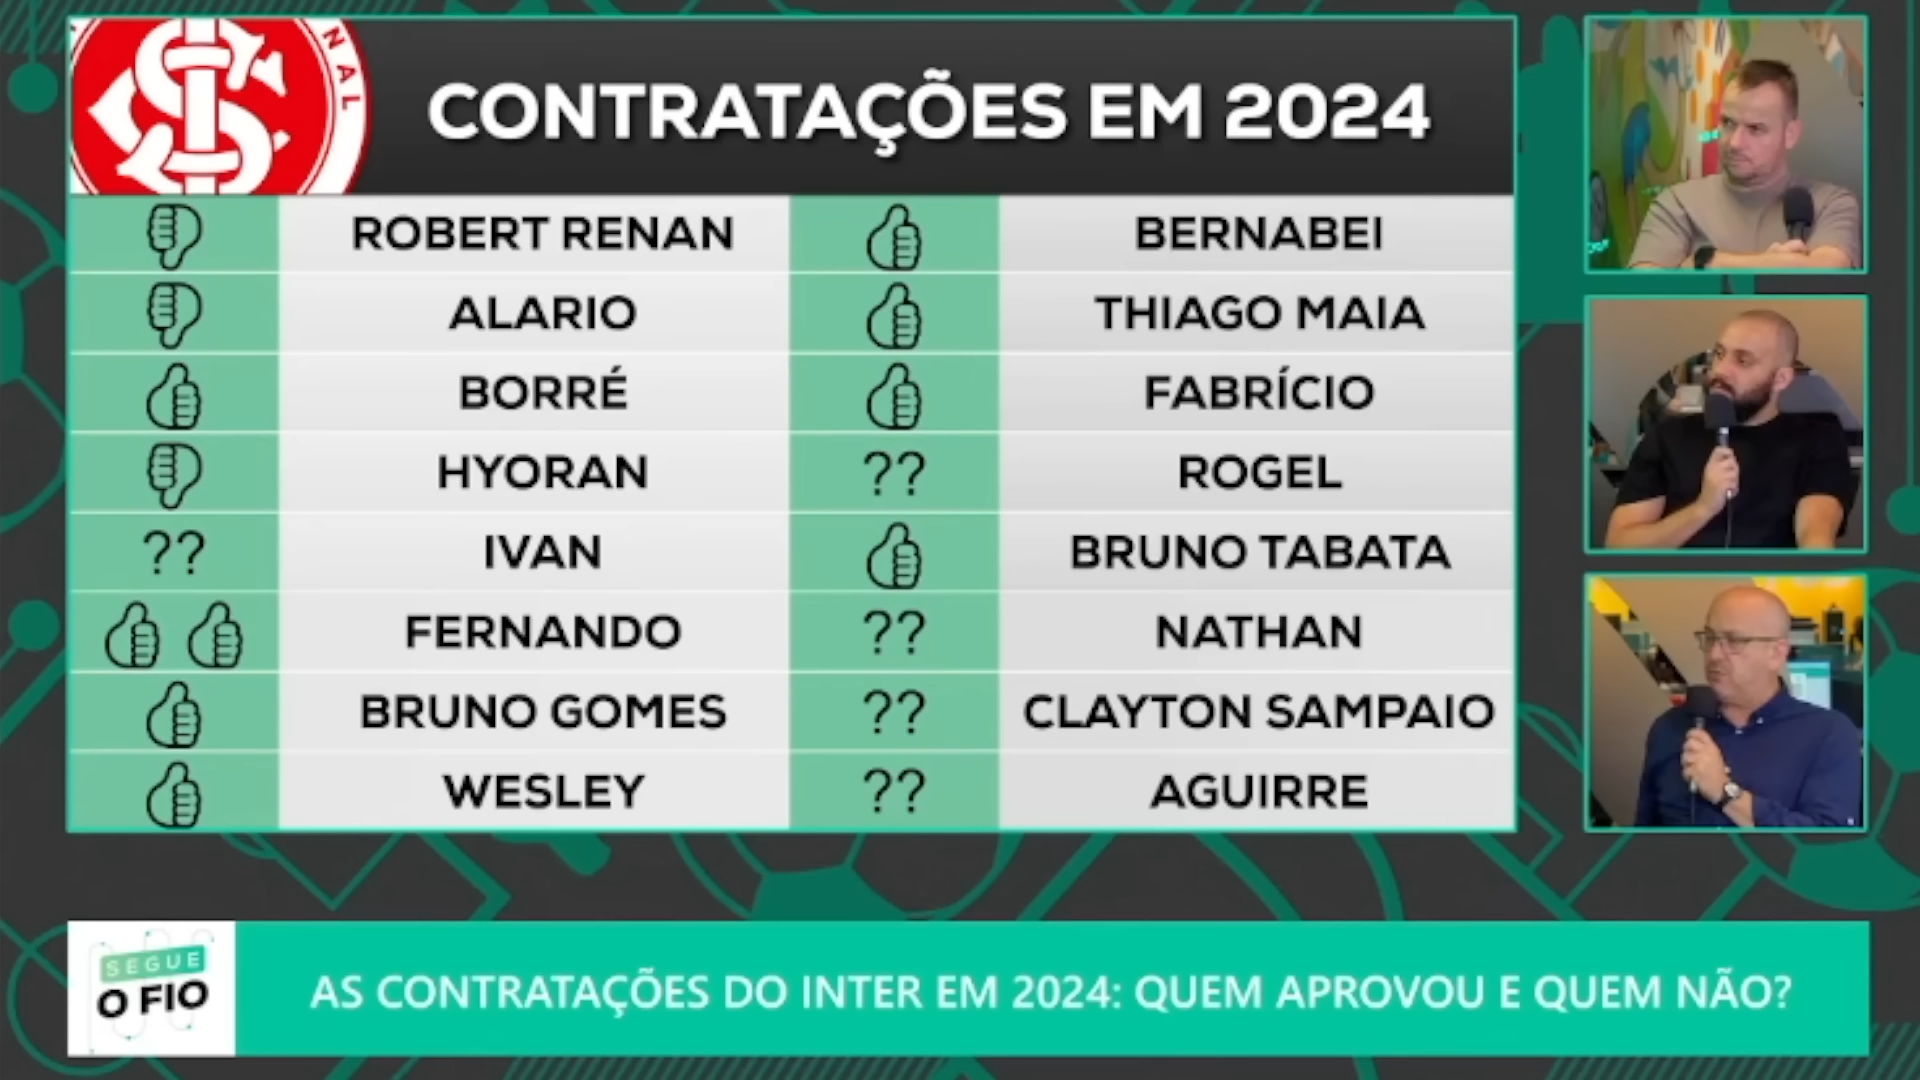 NAL
CONTRATAÇÕES EM 2024
ROBERT RENAN
BERNABEI
ALARIO
THIAGO MAIA
BORRÉ
FABRÍCIO
HYORAN
?? ROGEL
?? IVAN
BRUNO TABATA
FERNANDO
?? NATHAN
BRUNO GOMES
?? CLAYTON SAMPAIO
WESLEY
?? AGUIRRE
SEGUE
O FIO
AS CONTRATAÇÕES DO INTER EM 2024: QUEM APROVOU E QUEM NÃO?